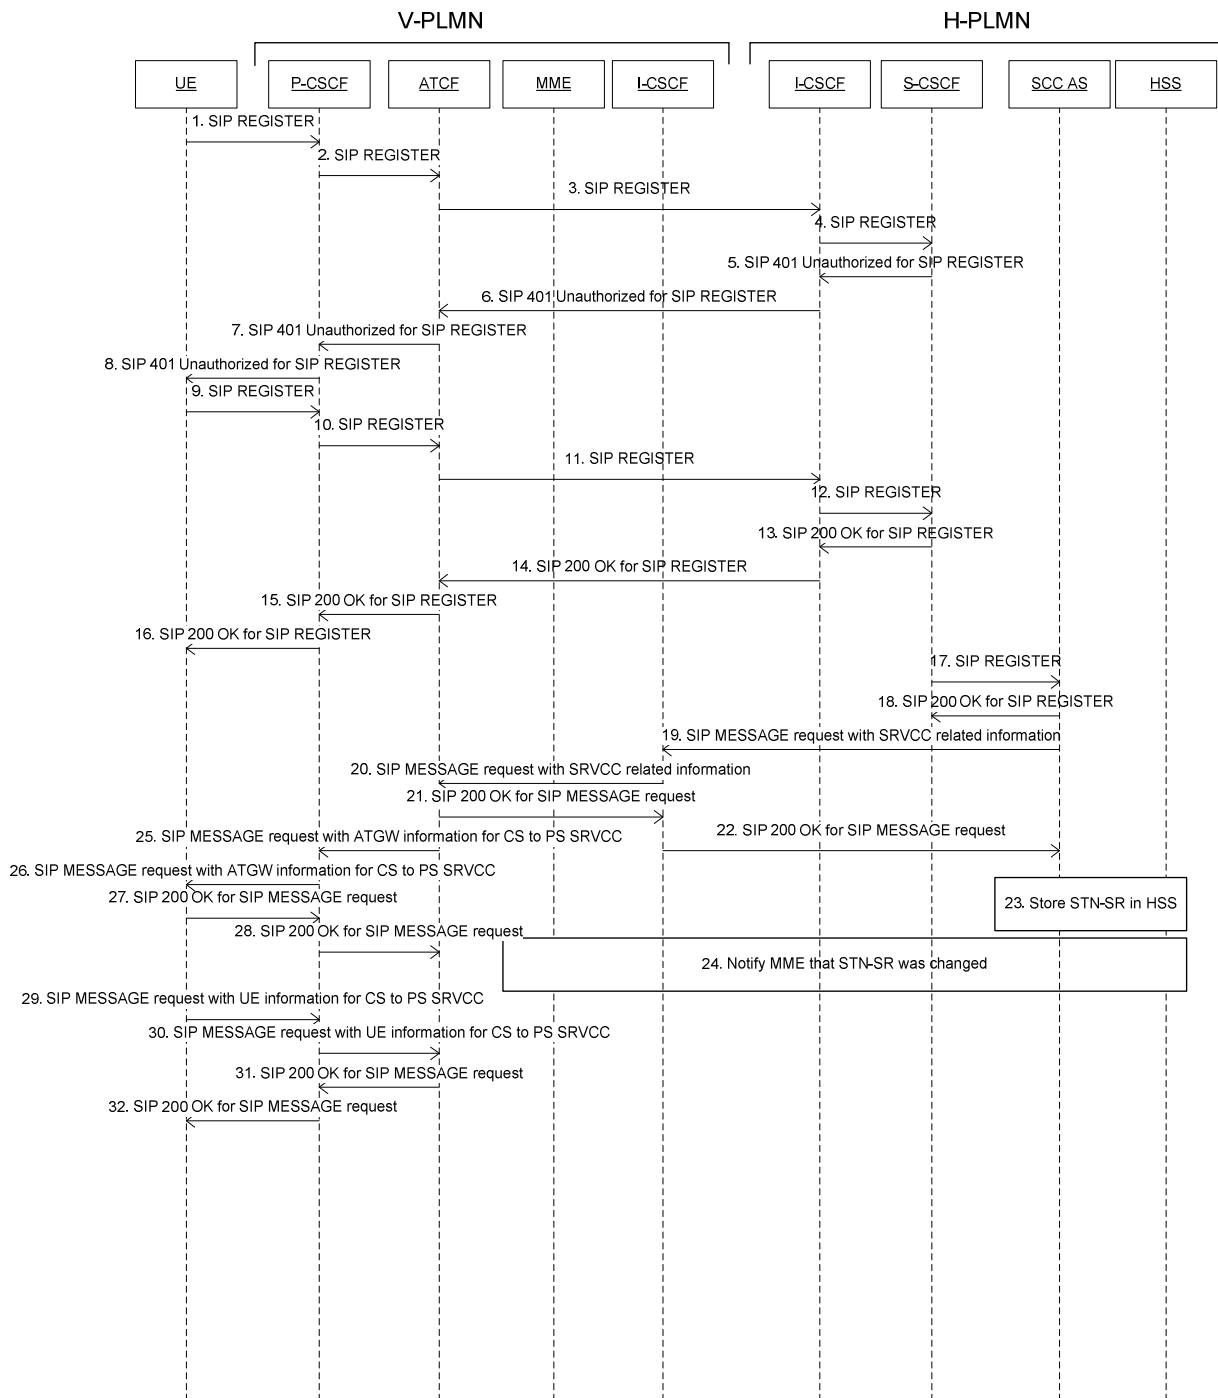 V-PLMN
H-PLMN
UE
P-CSCF
ATCF
MME
I-CSCF
I-CSCF
S-CSCF
SCC AS
HSS
1. SIP REGISTER
2. SIP REGISTER
3. SIP REGISTER
4. SIP REGISTER
5. SIP 401 Unauthorized for SIP REGISTER
6. SIP 401 Unauthorized for SIP REGISTER
7. SIP 401 Unauthorized for SIP REGISTER
8. SIP 401 Unauthorized for SIP REGISTER
9. SIP REGISTER
10. SIP REGISTER
11. SIP REGISTER
12. SIP REGISTER
13. SIP 200 OK for SIP REGISTER
14. SIP 200 OK for SIP REGISTER
15. SIP 200 OK for SIP REGISTER
16. SIP 200 OK for SIP REGISTER
17. SIP REGISTER
18. SIP 200 OK for SIP REGISTER
19. SIP MESSAGE request with SRVCC related information
20. SIP MESSAGE request with SRVCC related information
21. SIP 200 OK for SIP MESSAGE request
25. SIP MESSAGE request with ATGW information for CS to PS SRVCC
22. SIP 200 OK for SIP MESSAGE request
26. SIP MESSAGE request with ATGW information for CS to PS SRVCC
27. SIP 200 OK for SIP MESSAGE request
23. Store STN-SR in HSS
28. SIP 200 OK for SIP MESSAGE request
24. Notify MME that STN-SR was changed
29. SIP MESSAGE request with UE information for CS to PS SRVCC
30. SIP MESSAGE request with UE information for CS to PS SRVCC
31. SIP 200 OK for SIP MESSAGE request
32. SIP 200 OK for SIP MESSAGE request